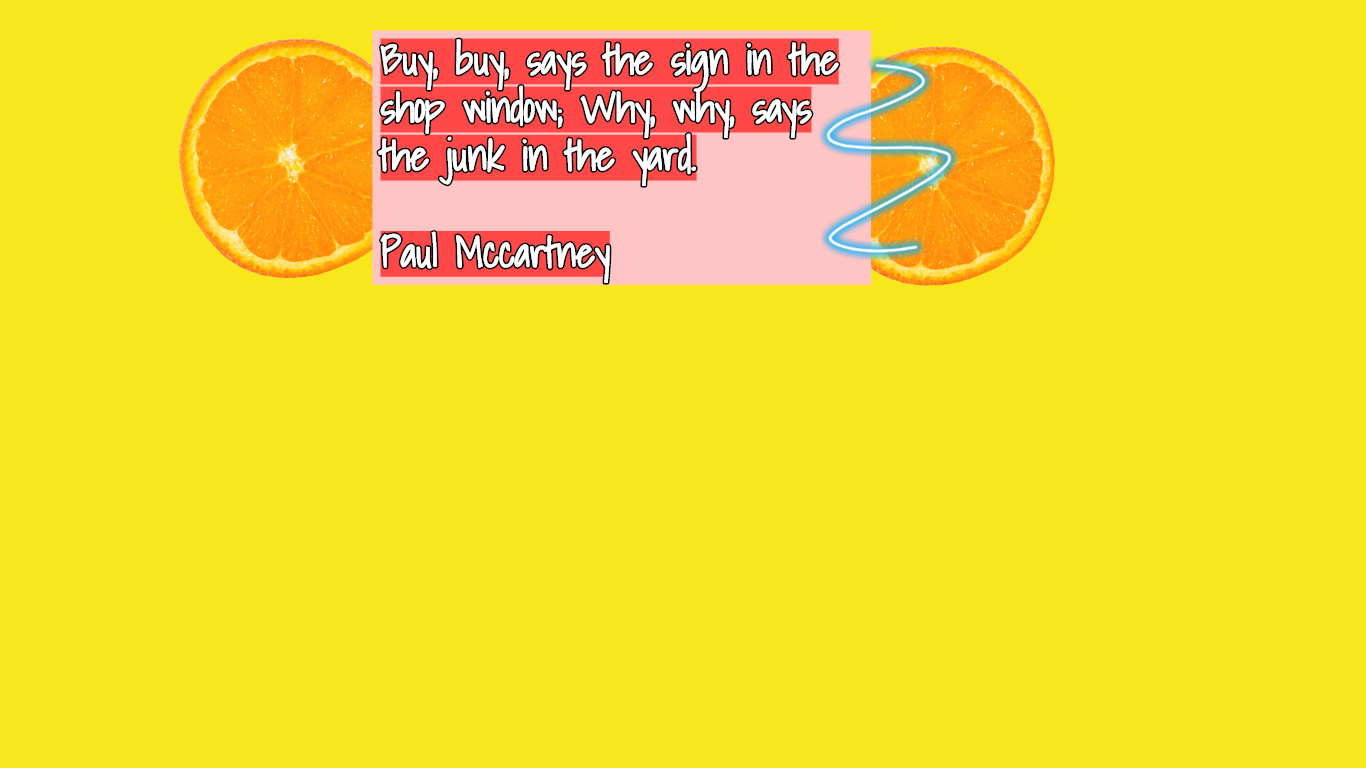 Buy, buy, says the sign in the
shop window; Why, why, says
the junk in the yard.
Paul Mccartney